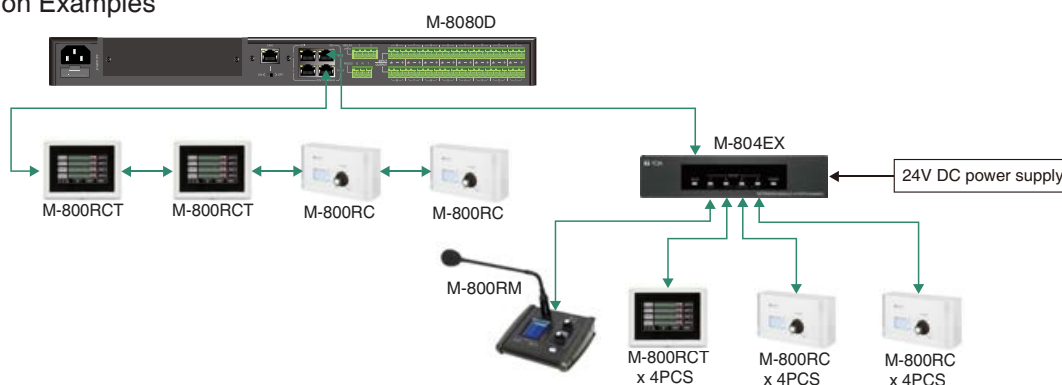 on Examples
M-8080D
M-804EX
24V DC power supply
M-800RCT
M-800RCT
M-800RC
M-800RC
M-800RM
M-800RCT
x 4PCS
M-800RC
x 4PCS
M-800RC
x 4PCS